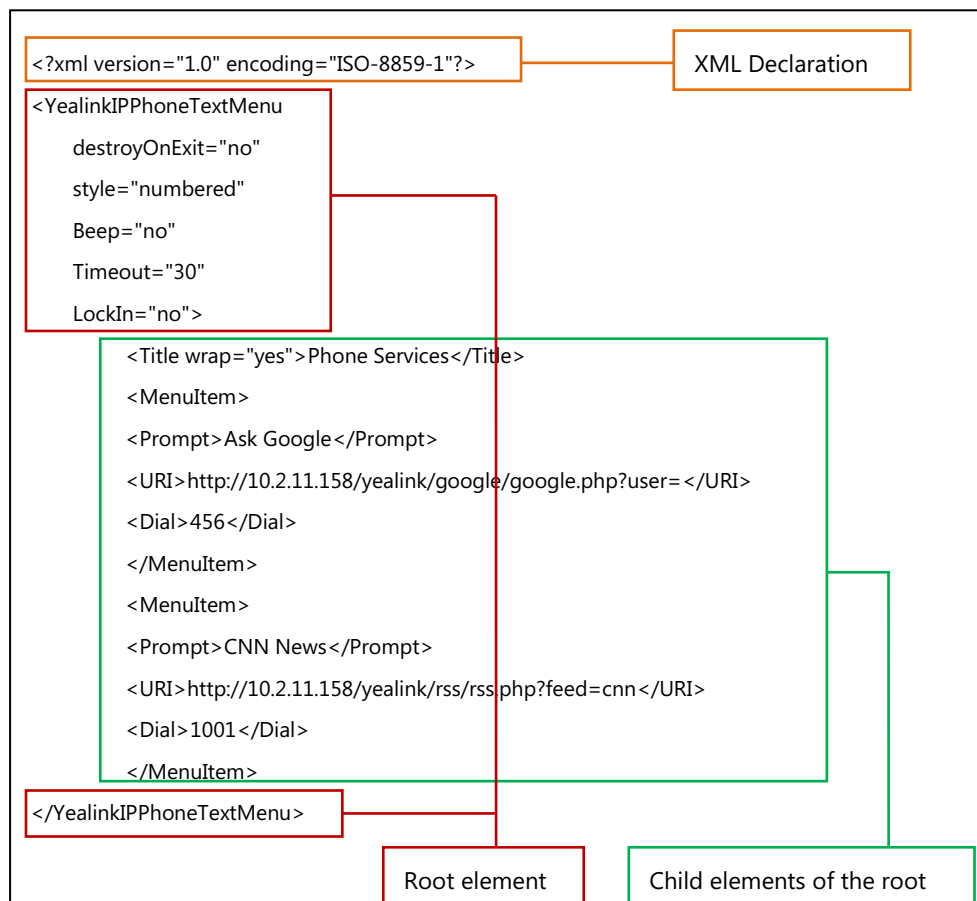 <?xml version="1.0" encoding="ISO-8859-1"?>
XML Declaration
<YealinkIPPhoneTextMenu
destroyOnExit="no"
style="numbered"
Beep="no"
Timeout="30"
LockIn="no">
<Title wrap="yes">Phone Services</Title>
<MenuItem>
<Prompt>Ask Google</Prompt>
<URI>http://10.2.11.158/yealink/google/google.php?user=</URI>
<Dial>456</Dial>
</MenuItem>
<MenuItem>
<Prompt>CNN News</Prompt>
<URI>http://10.2.11.158/yealink/rss/rss.php?feed=cnn</URI>
<Dial>1001</Dial>
</MenuItem>
</YealinkIPPhoneTextMenu>
Root element
Child elements of the root